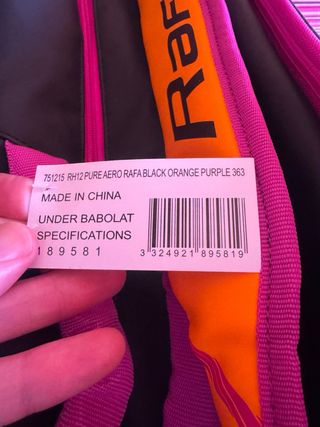 Rafa
751215 RH12 PURE AERO RAFA BLACK ORANGE PURPLE 363
MADE IN CHINA
UNDER BABOLAT
SPECIFICATIONS
189581
3 324921 895819